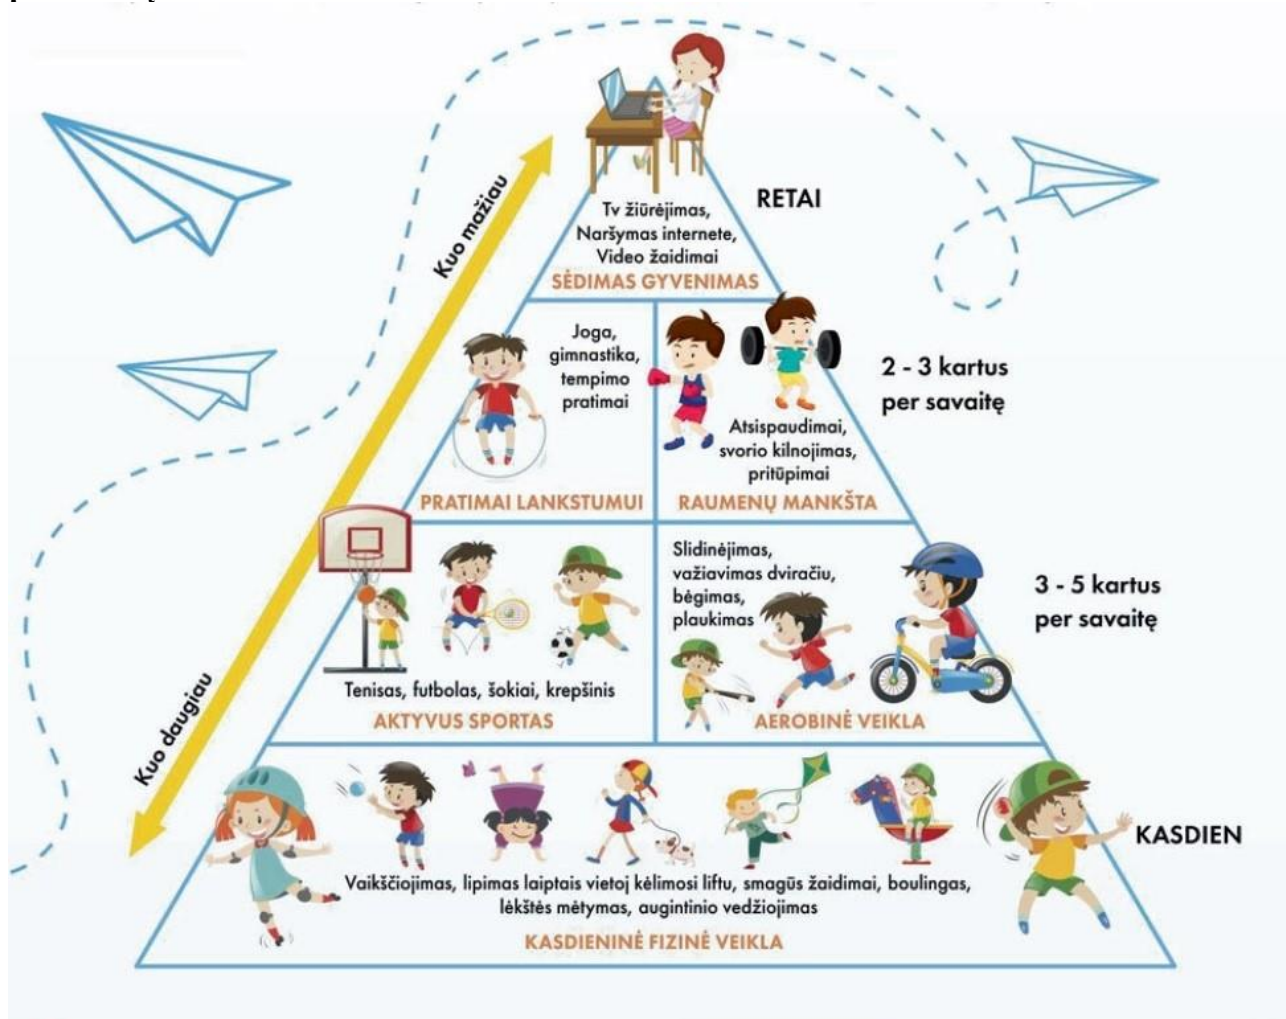 Kuo mažiau
Tv žiūrėjimas,
Naršymas internete,
Video žaidimai
SĖDIMAS GYVENIMAS
RETAI
Joga,
gimnastika,
tempimo
pratimai
PRATIMAI LANKSTUMUI
Atsispaudimai,
svorio kilnojimas,
pritūpimai
RAUMENŲ MANKŠTA
2 - 3 kartus
per savaitę
Tenisas, futbolas, šokiai, krepšinis
AKTYVUS SPORTAS
Slidinėjimas,
važiavimas dviračiu,
bėgimas,
plaukimas
AEROBINĖ VEIKLA
3 - 5 kartus
per savaitę
Kuo daugiau
Vaikščiojimas, lipimas laiptais vietoj kėlimosi liftu, smagūs žaidimai, boulingas,
lėkštės mėtymas, augintinio vedžiojimas
KASDIENINĖ FIZINĖ VEIKLA
KASDIEN